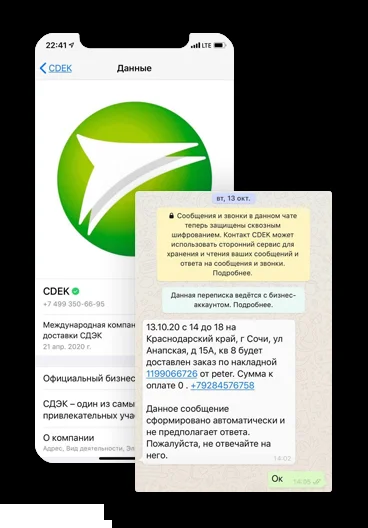 22:41
LTE
CDEK
Данные
CDEK
+7 499 350-66-95
Международная компан
доставки СДЭК
21 апр. 2020 г.
Официальный бизнес
СДЭК – один из самы
привлекательных уча
О компании
Адрес, Вид деятельности, Эл
вт, 13 окт.
Сообщения и звонки в данном чате
теперь защищены сквозным
шифрованием. Контакт CDEK может
использовать сторонний сервис для
хранения и чтения ваших сообщений и
ответа на сообщения и звонки.
Подробнее.
Данная переписка ведётся с бизнес-
аккаунтом. Подробнее.
13.10.20 с 14 до 18 на
Краснодарский край, г Сочи, ул
Анапская, д 15А, кв 8 будет
доставлен заказ по накладной
1199066726 от peter. Сумма к
оплате 0 . +79284576758
Данное сообщение
сформировано автоматически и
не предполагает ответа.
Пожалуйста, не отвечайте на
него.
14:02
Ок